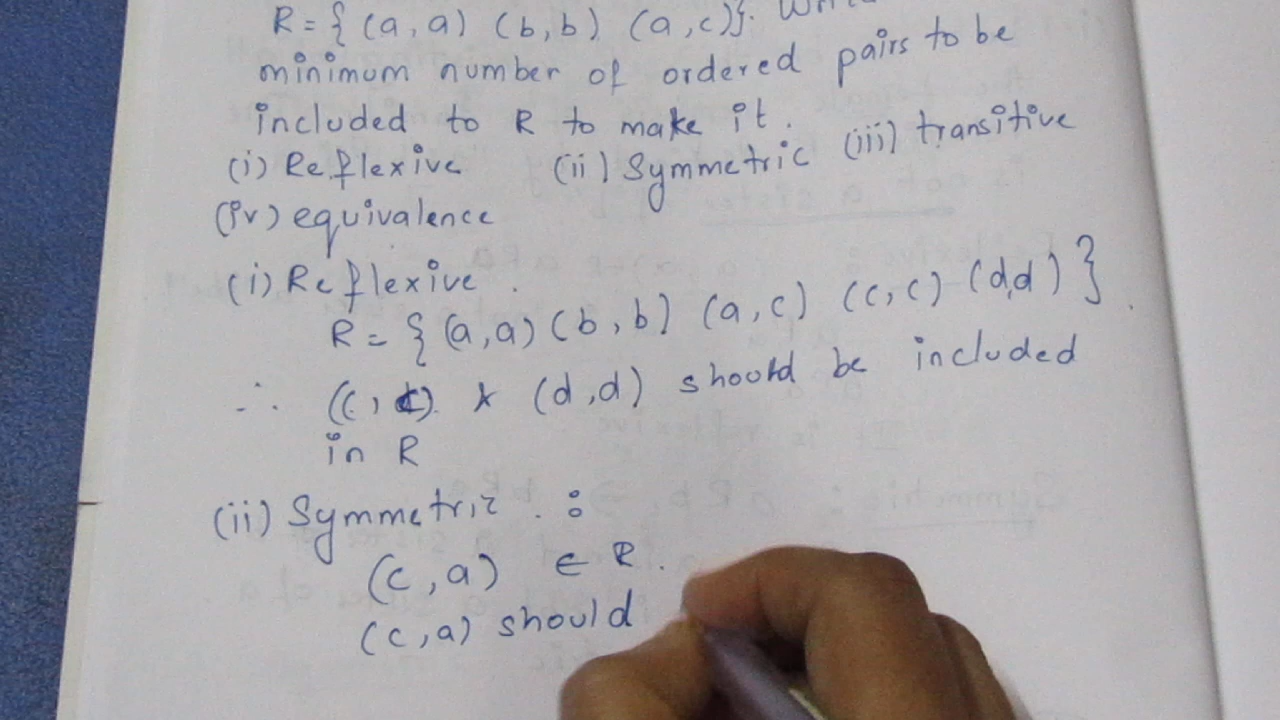 R = { (a, a) (b, b) (a, c)}.
minimum number of ordered pairs to be
included to R to make it.
(i) Reflexive (ii) Symmetric (iii) transitive
(iv) equivalence
(i) Reflexive.
R = { (a, a) (b, b) (a, c) (c, c) (d,d) }
∴ (c, c) & (d, d) should be included
in R
(ii) Symmetric . :
(c, a) ∈ R.
(c, a) should